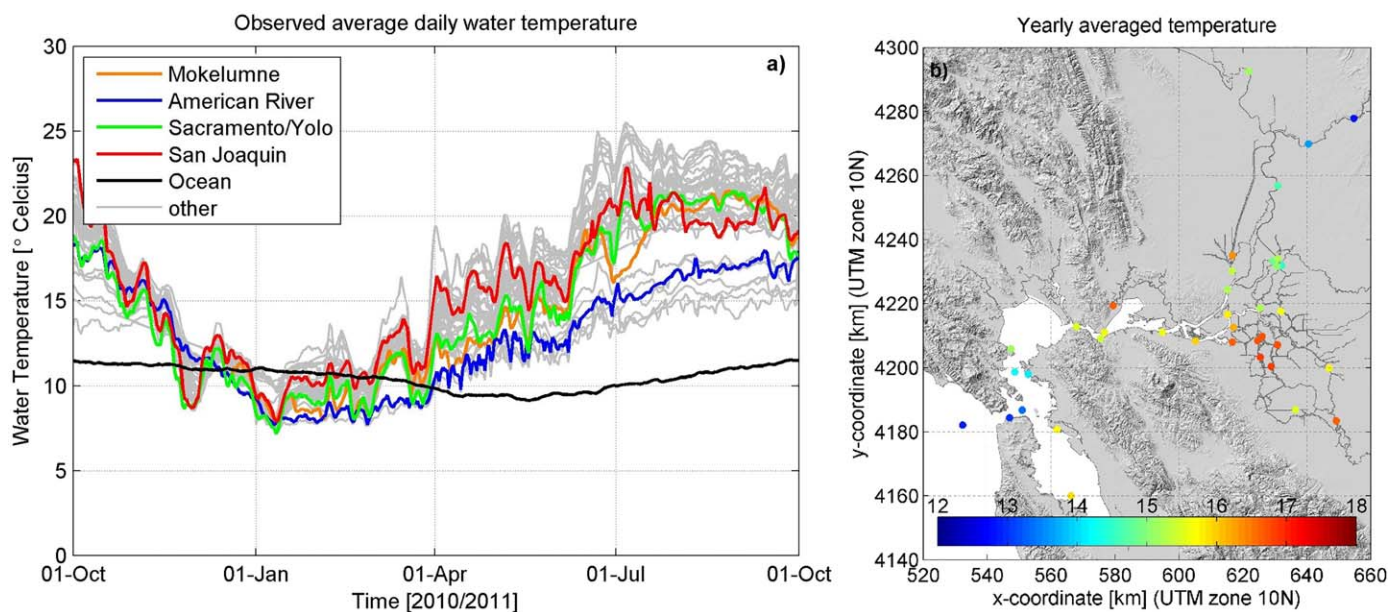 Observed average daily water temperature
a)
Mokelumne
American River
Sacramento/Yolo
San Joaquin
Ocean
other
Water Temperature [° Celcius]
30
25
20
15
10
5
0
01-Oct
01-Jan
01-Apr
01-Jul
01-Oct
Time [2010/2011]
Yearly averaged temperature
b)
y-coordinate [km] (UTM zone 10N)
4300
4280
4260
4240
4220
4200
4180
4160
4140
12 13 14 15 16 17 18
520 540 560 580 600 620 640 660
x-coordinate [km] (UTM zone 10N)